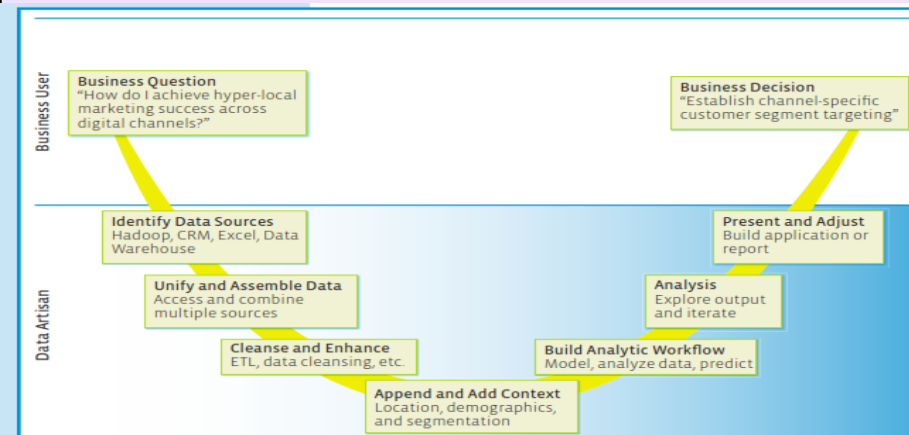 Business User
Business Question
“How do I achieve hyper-local
marketing success across
digital channels?”
Business Decision
“Establish channel-specific
customer segment targeting”
Data Artisan
Identify Data Sources
Hadoop, CRM, Excel, Data
Warehouse
Unify and Assemble Data
Access and combine
multiple sources
Cleanse and Enhance
ETL, data cleansing, etc.
Append and Add Context
Location, demographics,
and segmentation
Build Analytic Workflow
Model, analyze data, predict
Analysis
Explore output
and iterate
Present and Adjust
Build application or
report